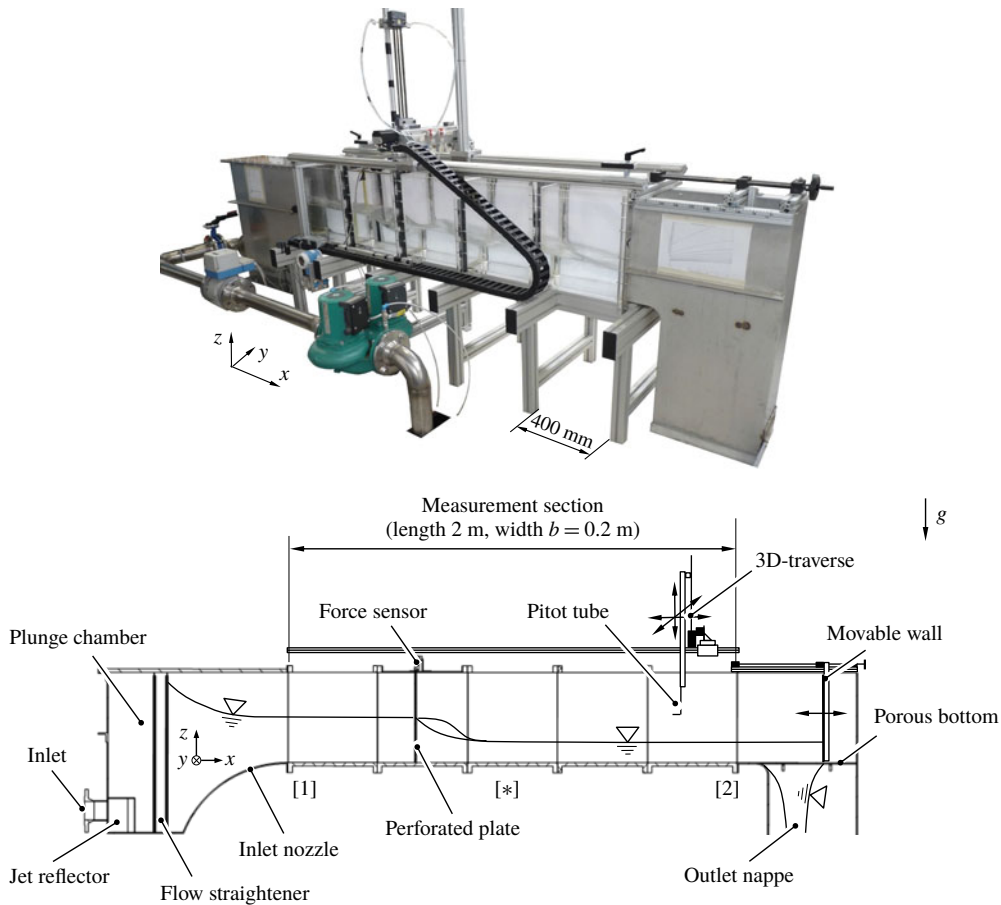 z
y
x
400 mm
Measurement section
(length 2 m, width b = 0.2 m)
g
3D-traverse
Force sensor
Pitot tube
Plunge chamber
Movable wall
Porous bottom
z
y
x
Inlet
[1]
[*]
[2]
Perforated plate
Inlet nozzle
Jet reflector
Outlet nappe
Flow straightener